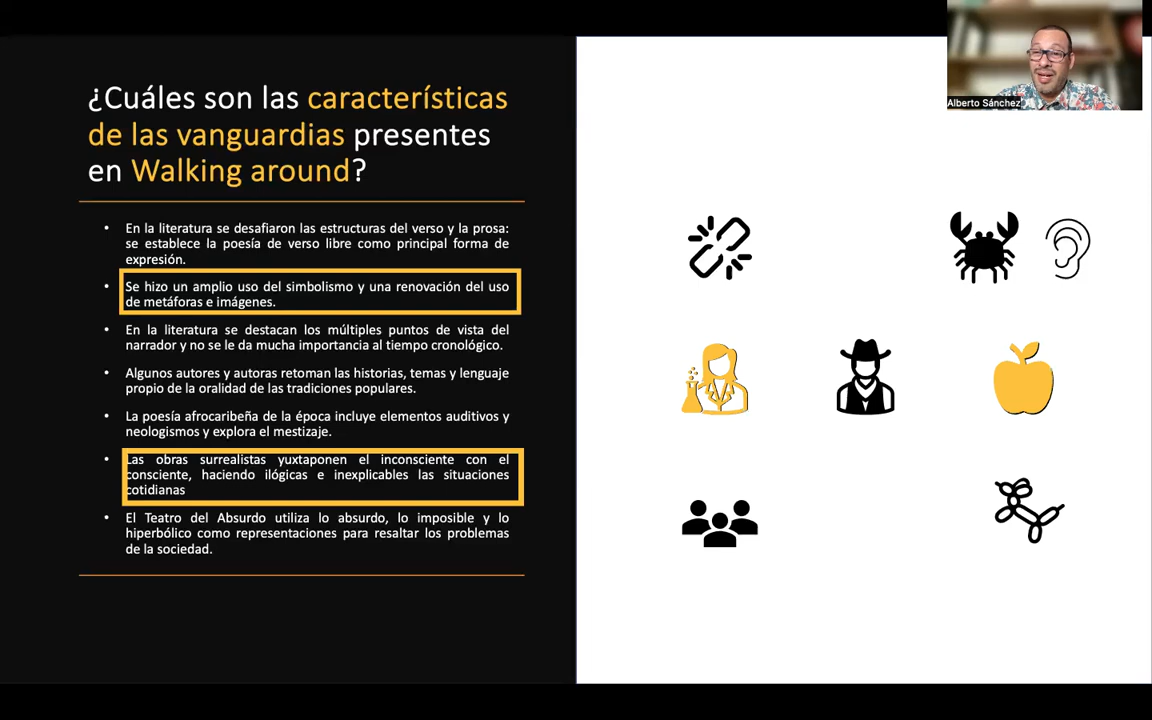 ¿Cuáles son las características
de las vanguardias presentes
en Walking around?
• En la literatura se desafiaron las estructuras del verso y la prosa:
se establece la poesía de verso libre como principal forma de
expresión.
• Se hizo un amplio uso del simbolismo y una renovación del uso
de metáforas e imágenes.
• En la literatura se destacan los múltiples puntos de vista del
narrador y no se le da mucha importancia al tiempo cronológico.
• Algunos autores y autoras retoman las historias, temas y lenguaje
propio de la oralidad de las tradiciones populares.
• La poesía afrocaribeña de la época incluye elementos auditivos y
neologismos y explora el mestizaje.
• Las obras surrealistas yuxtaponen el inconsciente con el
consciente, haciendo ilógicas e inexplicables las situaciones
cotidianas
• El Teatro del Absurdo utiliza lo absurdo, lo imposible y lo
hiperbólico como representaciones para resaltar los problemas
de la sociedad.
Alberto Sánchez